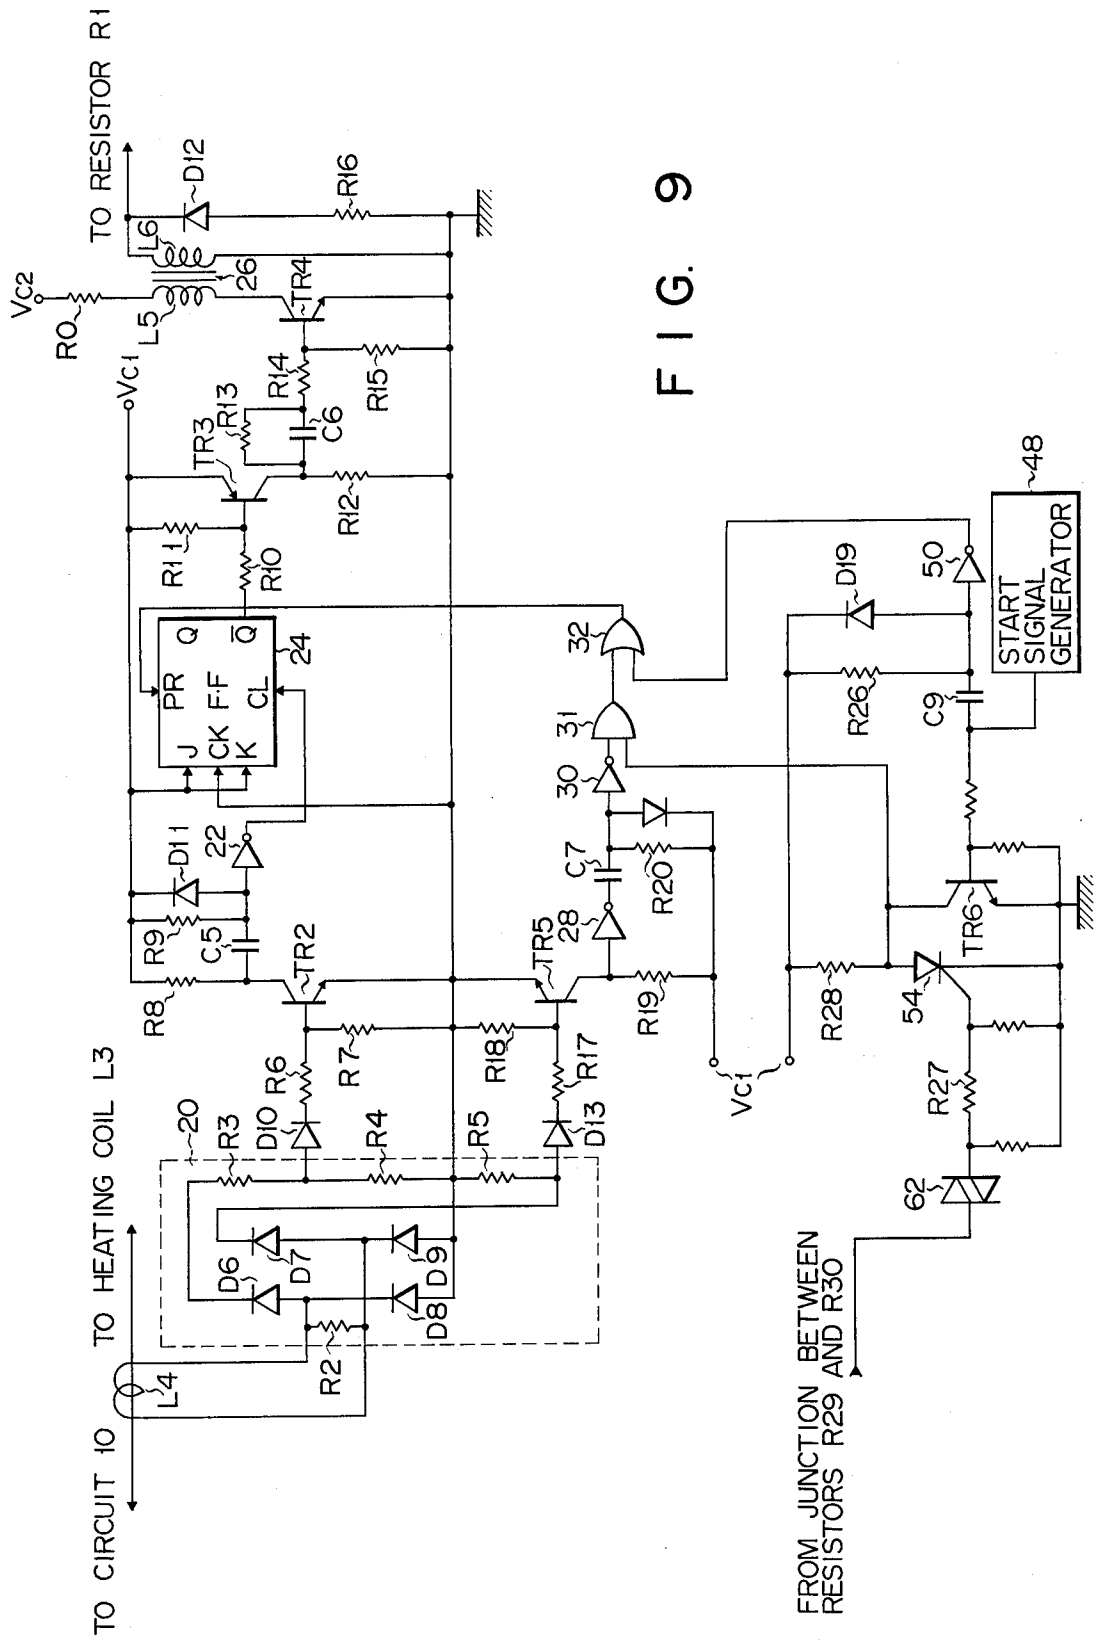 TO CIRCUIT 10
TO HEATING COIL L3
TO RESISTOR R1
L4
R2
20
D6
D7
D8
D9
R3
R4
R5
D10
D13
R6
R7
R17
R18
R8
R9
C5
D11
22
TR2
TR5
R19
28
C7
R20
30
31
32
J
CK
K
PR
F·F
CL
Q
Q̅
24
R10
R11
TR3
R12
R13
C6
R14
R15
TR4
VC1
VC2
R0
L5
L6
26
D12
R16
VC1
R28
54
R27
62
TR6
R26
C9
D19
50
START
SIGNAL
GENERATOR
48
FROM JUNCTION BETWEEN
RESISTORS R29 AND R30
FIG. 9